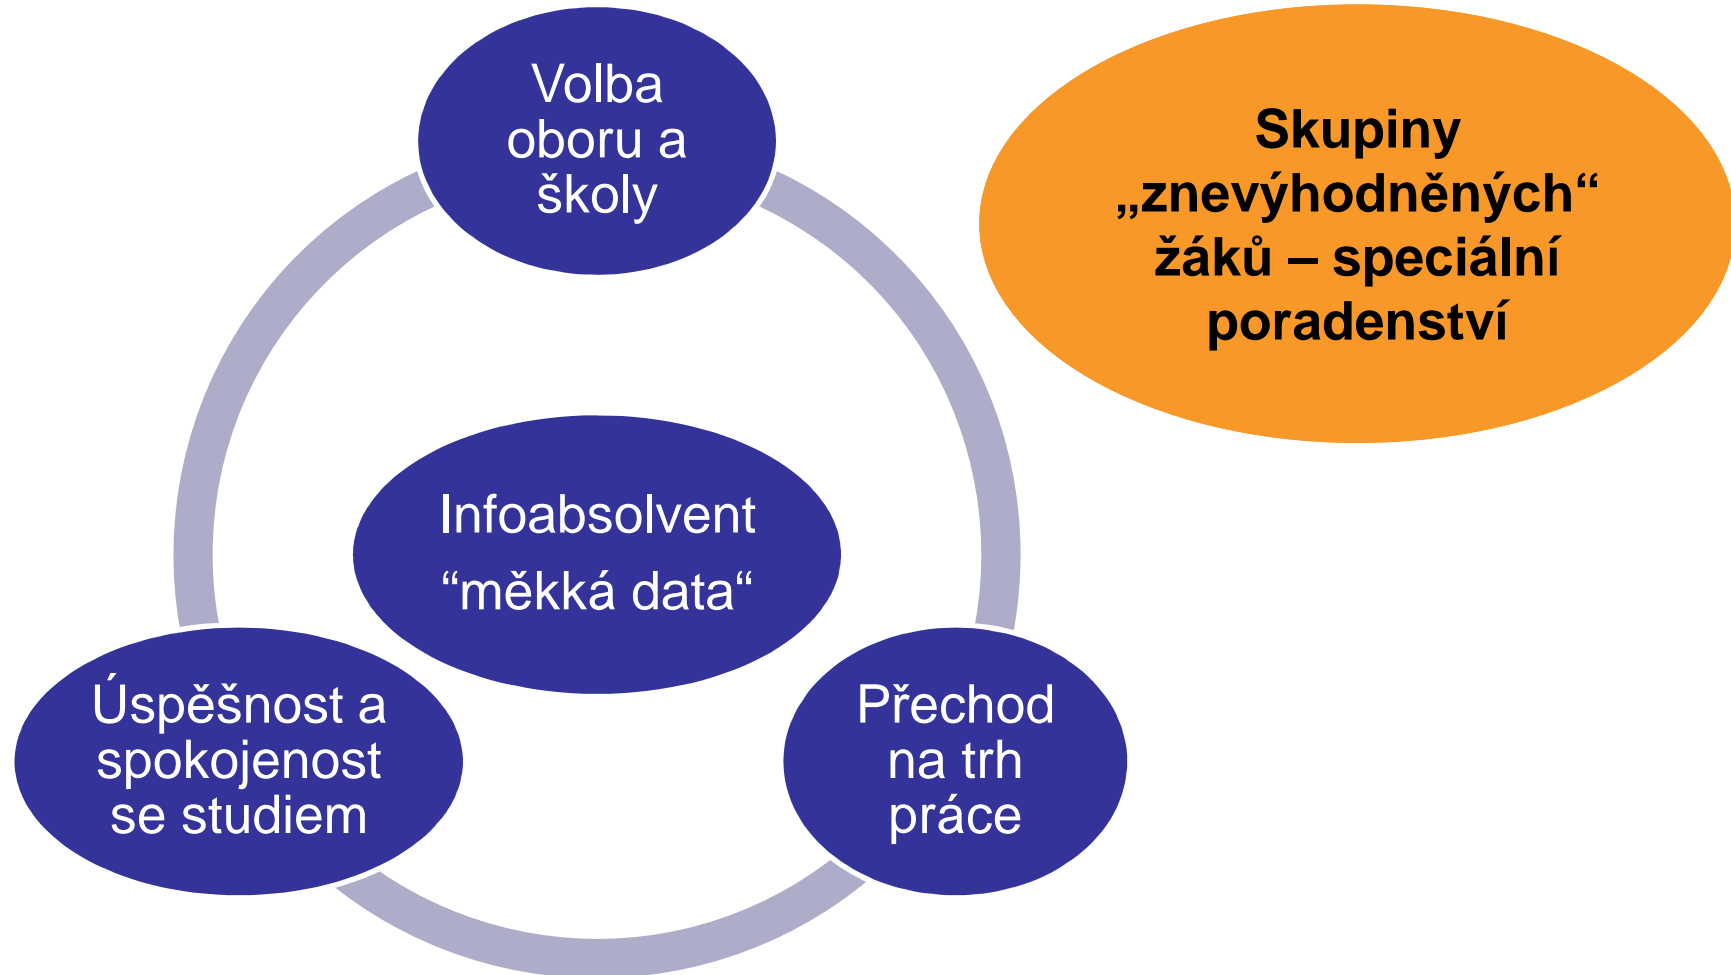 Volba
oboru a
školy
Skupiny
„znevýhodněných“
žáků – speciální
poradenství
Infoabsolvent
“měkká data“
Úspěšnost a
spokojenost
se studiem
Přechod
na trh
práce